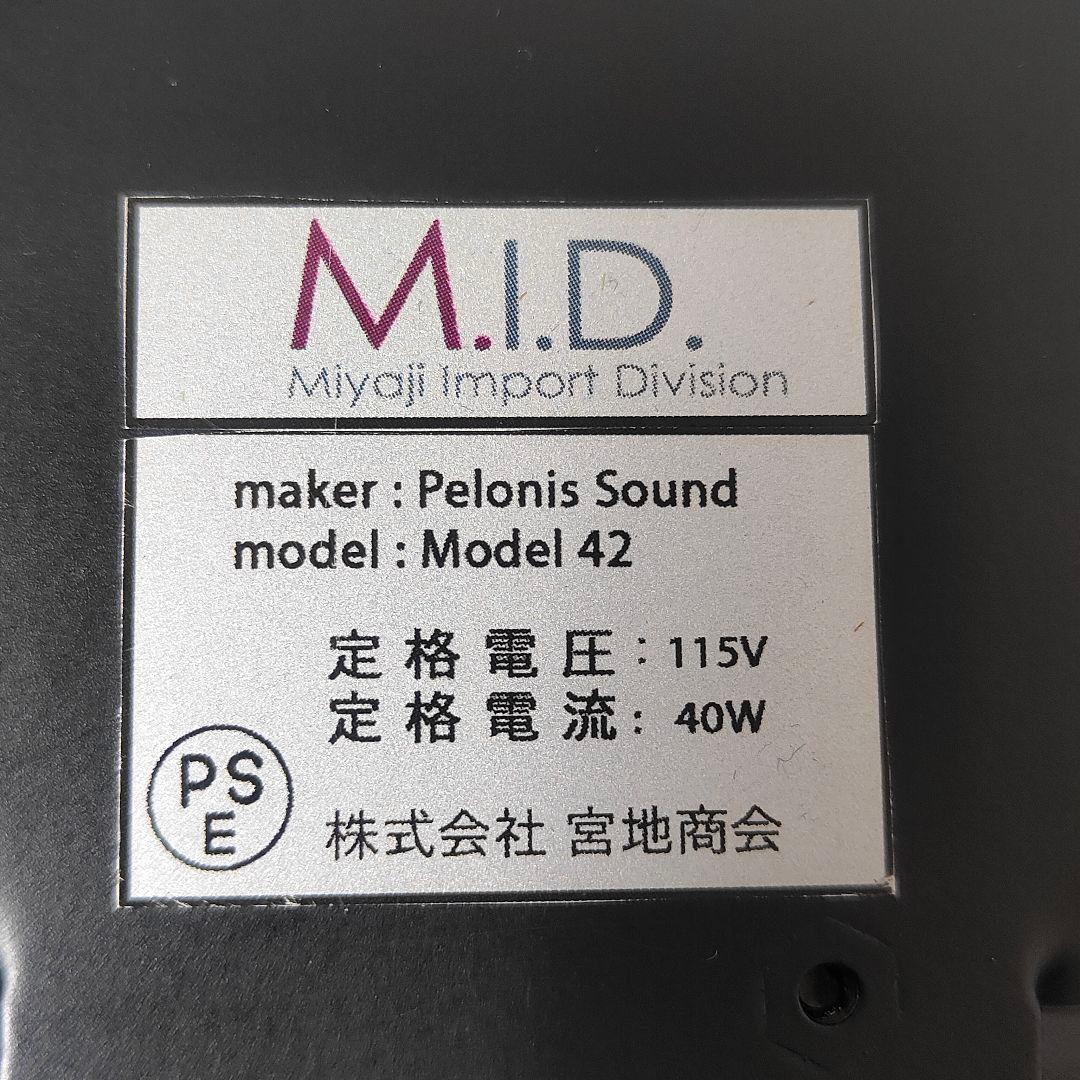 M.I.D.
Miyaji Import Division
maker : Pelonis Sound
model : Model 42
定格電圧 : 115V
定格電流 : 40W
PS
E
株式会社 宮地商会